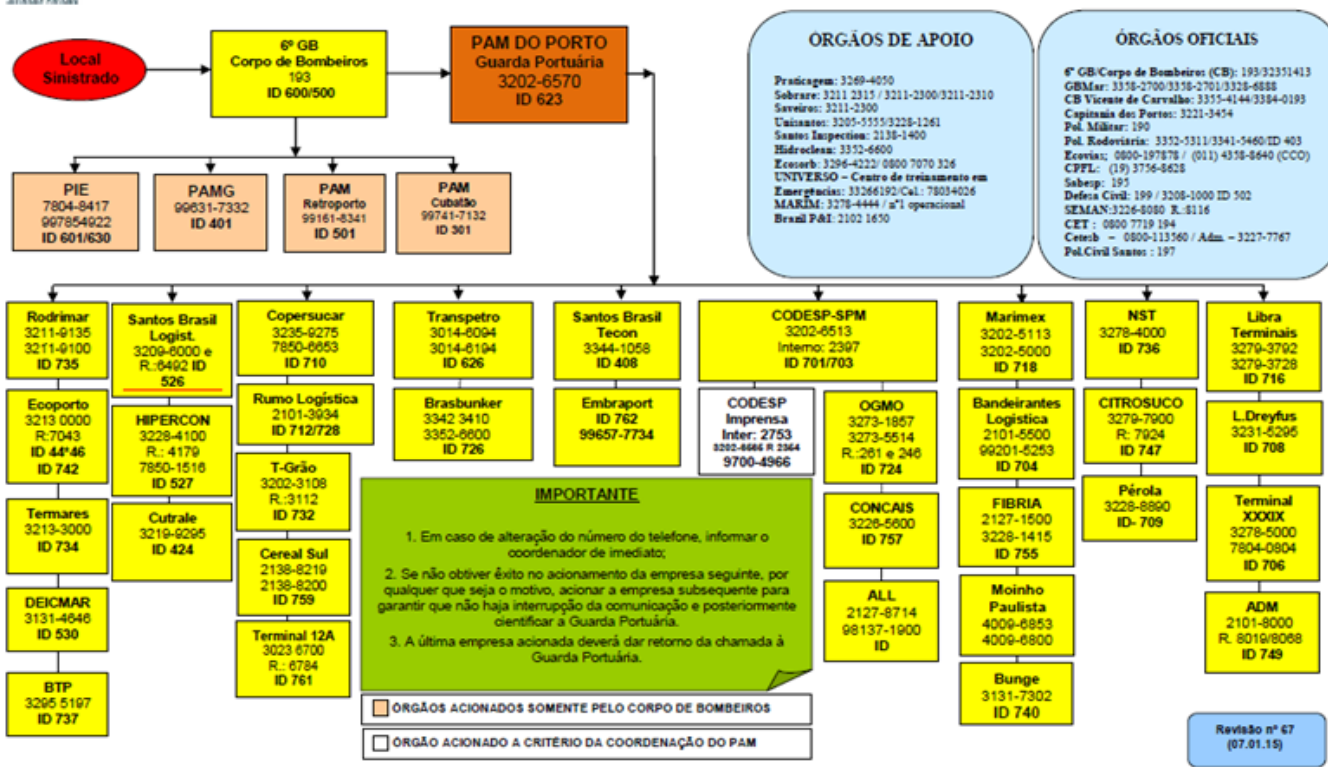 Local
Sinistrado
6º GB
Corpo de Bombeiros
193
ID 600/500
PAM DO PORTO
Guarda Portuária
3202-6570
ID 623
PIE
7804-8417
997854922
ID 601/630
PAMG
99631-7332
ID 401
PAM
Retroporto
99161-8341
ID 501
PAM
Cubatão
99741-7132
ID 301
ÓRGÃOS DE APOIO
Praticagem: 3269-4050
Sobrare: 3211 2315 / 3211-2300/3211-2310
Saveiros: 3211-2300
Unisantos: 3205-5555/3228-1261
Santos Inspection: 2138-1400
Hidroclean: 3352-6600
Ecosorb: 3296-4222/ 0800 7070 326
UNIVERSO – Centro de treinamento em
Emergências: 33266192/Cel.: 78034026
MARIM: 3278-4444 / nº1 operacional
Brazil P&I: 2102 1650
ÓRGÃOS OFICIAIS
6º GB/Corpo de Bombeiros (CB): 193/32351413
GBMar: 3358-2700/3358-2701/3328-6888
CB Vicente de Carvalho: 3355-4144/3384-0193
Capitania dos Portos: 3221-3454
Pol. Militar: 190
Pol. Rodoviária: 3352-5311/3341-5460/ID 403
Ecovias; 0800-197878 / (011) 4358-8640 (CCO)
CPFL: (19) 3756-8628
Sabesp: 195
Defesa Civil: 199 / 3208-1000 ID 502
SEMAN:3226-8080 R.:8116
CET : 0800 7719 194
Cetesb – 0800-113560 / Adm. – 3227-7767
Pol.Civil Santos : 197
Rodrimar
3211-9135
3211-9100
ID 735
Ecoporto
3213 0000
R:7043
ID 44*46
ID 742
Termares
3213-3000
ID 734
DEICMAR
3131-4646
ID 530
BTP
3295 5197
ID 737
Santos Brasil
Logist.
3209-6000 e
R.:6492 ID
526
HIPERCON
3228-4100
R.: 4179
7850-1516
ID 527
Cutrale
3219-9295
ID 424
Copersucar
3235-9275
7850-6653
ID 710
Rumo Logística
2101-3934
ID 712/728
T-Grão
3202-3108
R.:3112
ID 732
Cereal Sul
2138-8219
2138-8200
ID 759
Terminal 12A
3023 6700
R.: 6784
ID 761
Transpetro
3014-6094
3014-6194
ID 626
Brasbunker
3342 3410
3352-6600
ID 726
Santos Brasil
Tecon
3344-1058
ID 408
Embraport
ID 762
99657-7734
CODESP-SPM
3202-6513
Interno: 2397
ID 701/703
CODESP
Imprensa
Inter: 2753
3202-6565 R 2364
9700-4966
OGMO
3273-1857
3273-5514
R.:261 e 246
ID 724
CONCAIS
3226-5600
ID 757
ALL
2127-8714
98137-1900
ID
Marimex
3202-5113
3202-5000
ID 718
Bandeirantes
Logistica
2101-5500
99201-5253
ID 704
FIBRIA
2127-1500
3228-1415
ID 755
Moinho
Paulista
4009-6853
4009-6800
Bunge
3131-7302
ID 740
NST
3278-4000
ID 736
CITROSUCO
3279-7900
R: 7924
ID 747
Pérola
3228-8890
ID- 709
Libra
Terminais
3279-3792
3279-3728
ID 716
L.Dreyfus
3231-5295
ID 708
Terminal
XXXIX
3278-5000
7804-0804
ID 706
ADM
2101-8000
R. 8019/8068
ID 749
IMPORTANTE
1. Em caso de alteração do número do telefone, informar o
coordenador de imediato;
2. Se não obtiver êxito no acionamento da empresa seguinte, por
qualquer que seja o motivo, acionar a empresa subsequente para
garantir que não haja interrupção da comunicação e posteriormente
cientificar a Guarda Portuária.
3. A última empresa acionada deverá dar retorno da chamada à
Guarda Portuária.
ÓRGÃOS ACIONADOS SOMENTE PELO CORPO DE BOMBEIROS
ÓRGÃO ACIONADO A CRITÉRIO DA COORDENAÇÃO DO PAM
Revisão nº 67
(07.01.15)